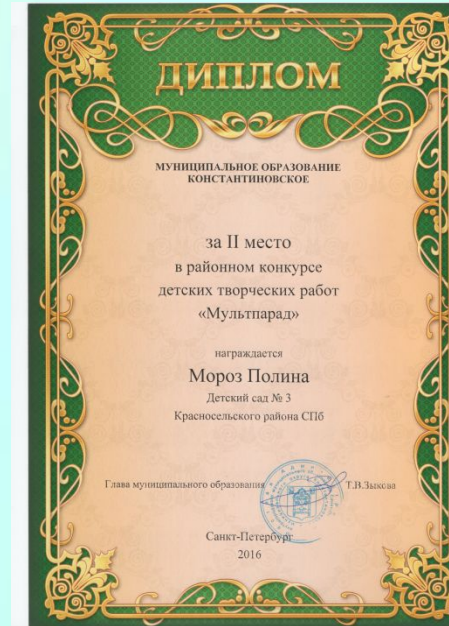 ДИПЛОМ
МУНИЦИПАЛЬНОЕ ОБРАЗОВАНИЕ
КОНСТАНТИНОВСКОЕ
за II место
в районном конкурсе
детских творческих работ
«Мультпарад»
награждается
Мороз Полина
Детский сад № 3
Красносельского района СПб
Глава муниципального образования Т.В.Зыкова
Санкт-Петербург
2016